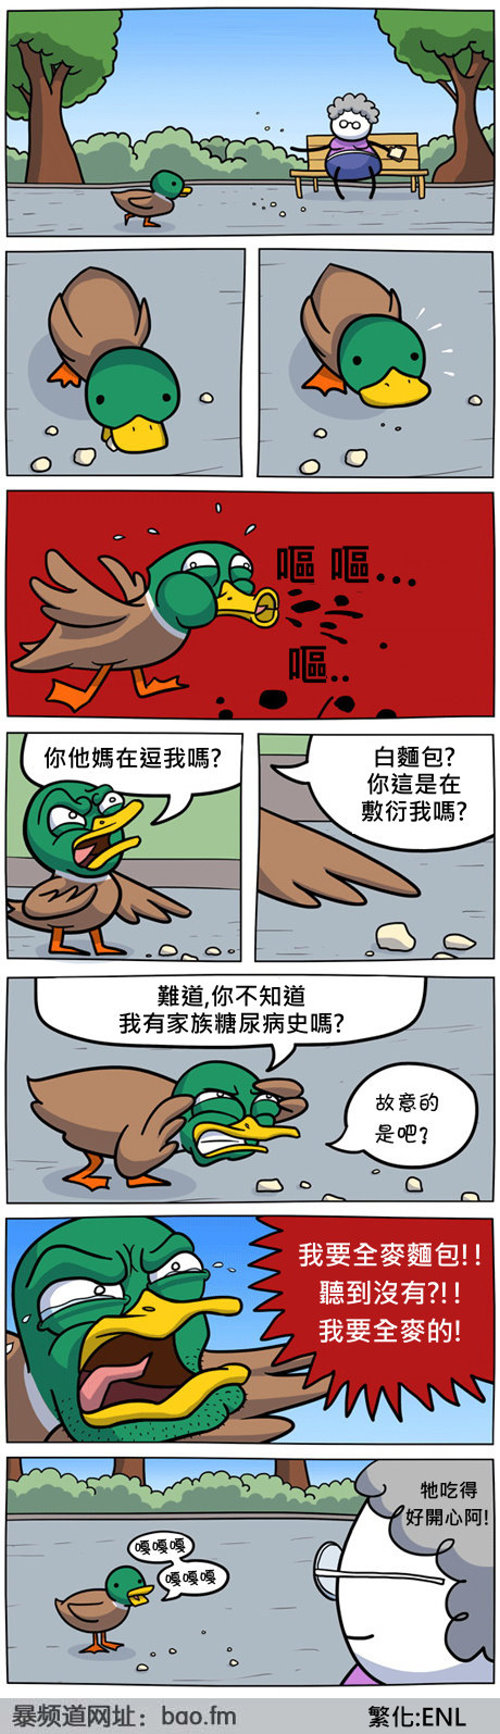 嘔 嘔...
嘔..
你他媽在逗我嗎?
白麵包?
你這是在
敷衍我嗎?
難道,你不知道
我有家族糖尿病史嗎?
故意的
是吧?
我要全麥麵包!!
聽到沒有?!!
我要全麥的!
嘎嘎嘎
嘎嘎嘎
牠吃得
好開心阿!
暴频道网址：bao.fm
繁化:ENL